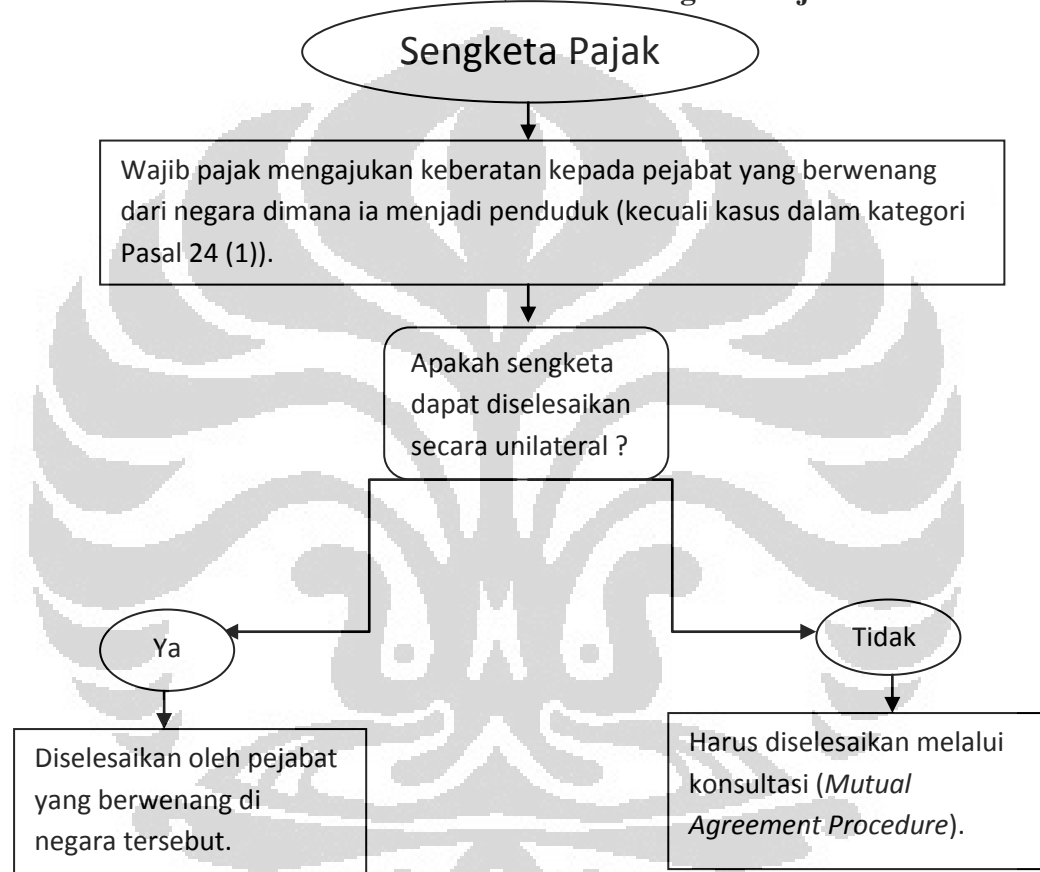 Sengketa Pajak
Wajib pajak mengajukan keberatan kepada pejabat yang berwenang
dari negara dimana ia menjadi penduduk (kecuali kasus dalam kategori
Pasal 24 (1)).
Apakah sengketa
dapat diselesaikan
secara unilateral ?
Ya
Tidak
Diselesaikan oleh pejabat
yang berwenang di
negara tersebut.
Harus diselesaikan melalui
konsultasi (Mutual
Agreement Procedure).